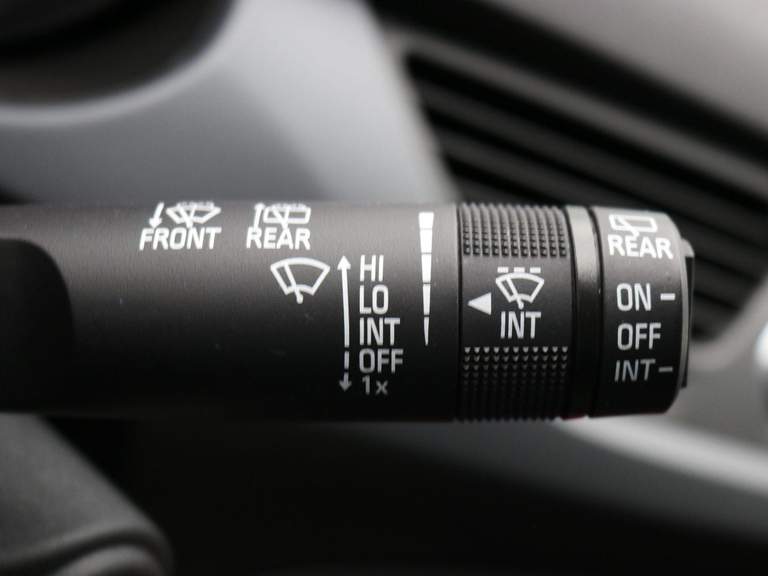 FRONT
REAR
HI
LO
INT
OFF
1x
INT
REAR
ON
OFF
INT